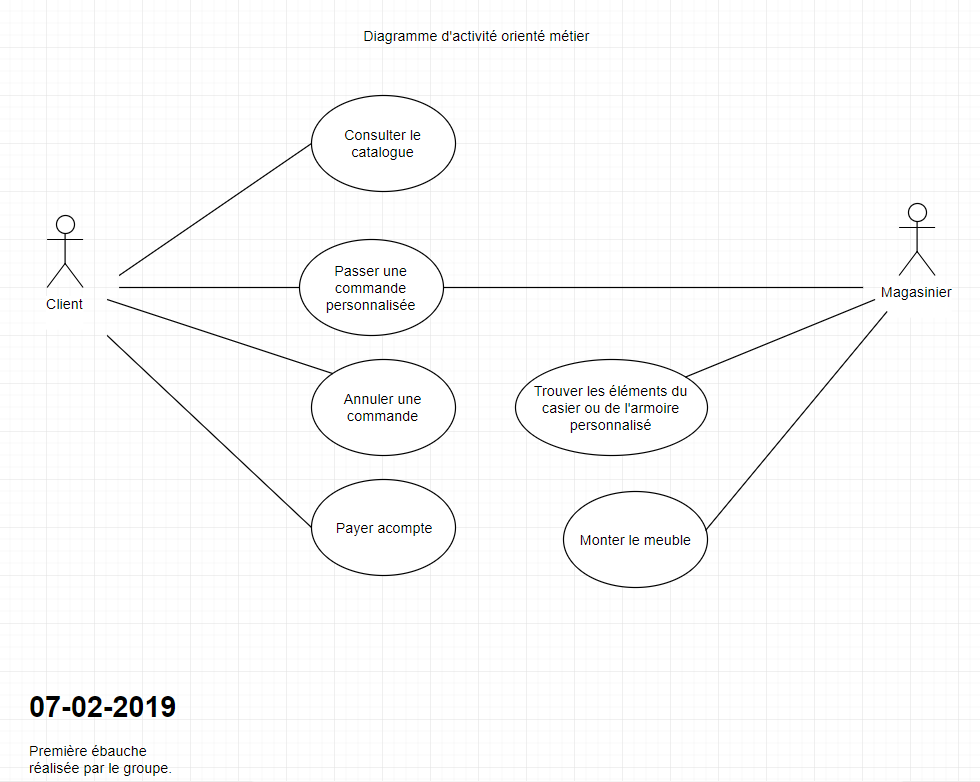 Diagramme d'activité orienté métier
Consulter le
catalogue
Passer une
commande
personnalisée
Client
Magasinier
Annuler une
commande
Trouver les éléments du
casier ou de l'armoire
personnalisé
Payer acompte
Monter le meuble
07-02-2019
Première ébauche
réalisée par le groupe.